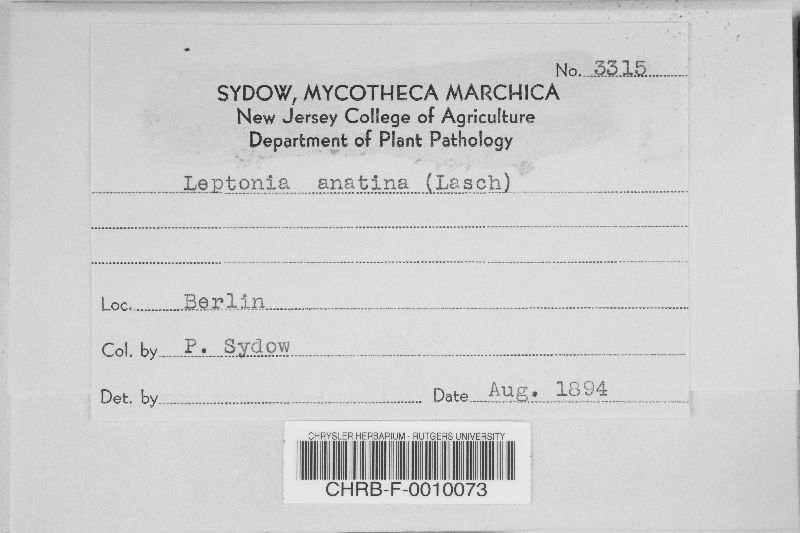 No. 3315
SYDOW, MYCOTHECA MARCHICA
New Jersey College of Agriculture
Department of Plant Pathology
Leptonia anatina (Lasch)
Loc. Berlin
Col. by P. Sydow
Det. by Date Aug. 1894
CHRYSLER HERBARIUM - RUTGERS UNIVERSITY
CHRB-F-0010073